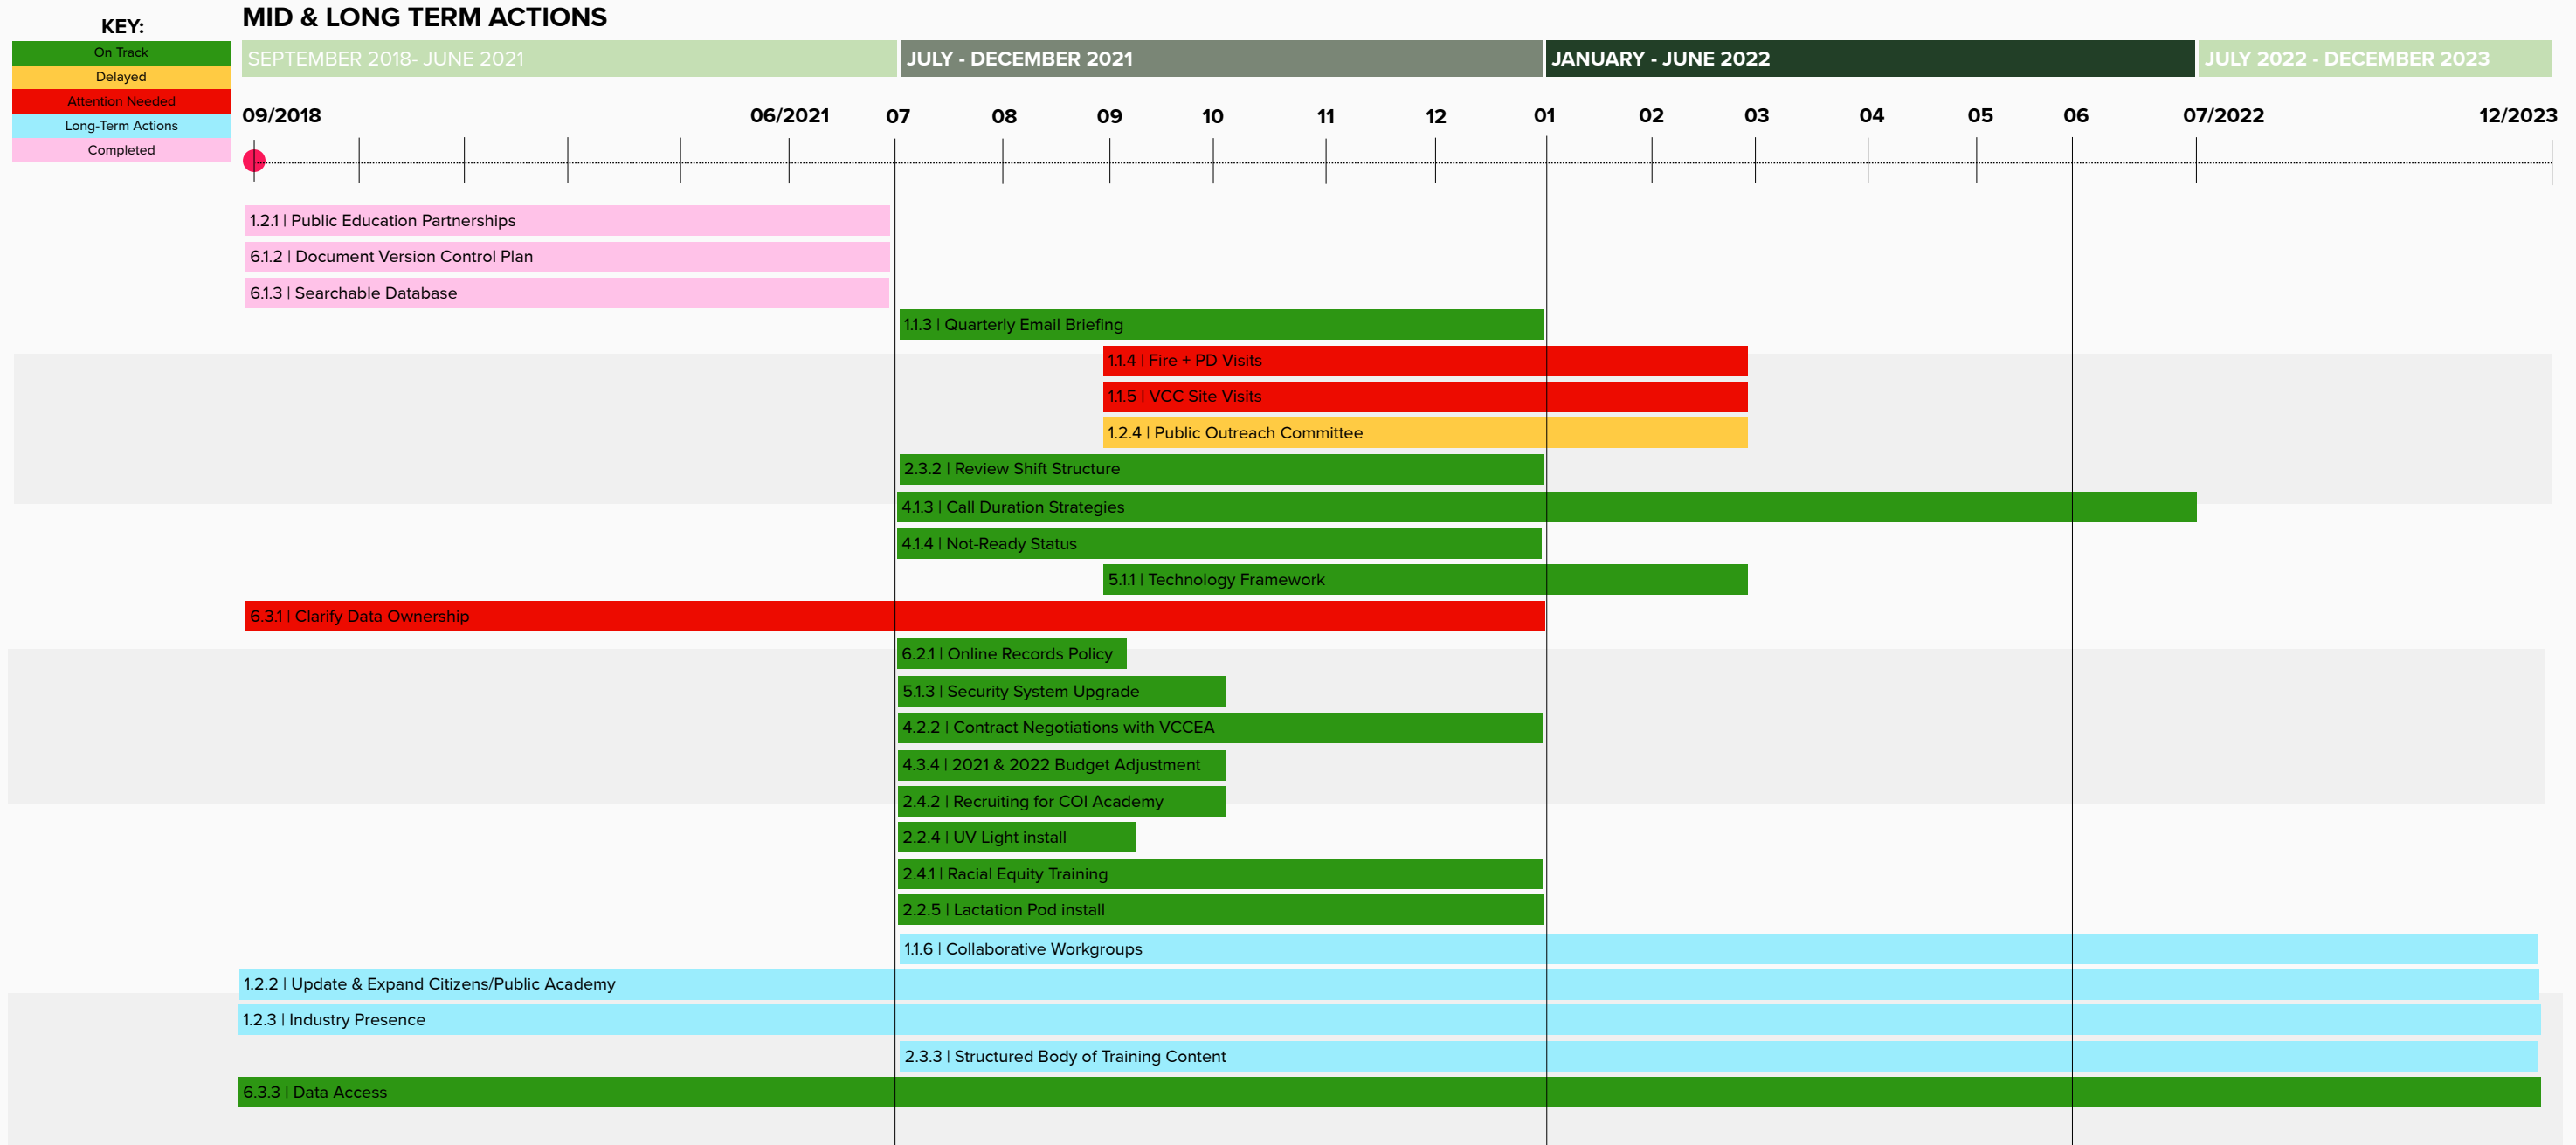 MID & LONG TERM ACTIONS
KEY:
On Track
Delayed
Attention Needed
Long-Term Actions
Completed
SEPTEMBER 2018- JUNE 2021
JULY - DECEMBER 2021
JANUARY - JUNE 2022
JULY 2022 - DECEMBER 2023
09/2018 06/2021 07 08 09 10 11 12 01 02 03 04 05 06 07/2022 12/2023
1.2.1 | Public Education Partnerships
6.1.2 | Document Version Control Plan
6.1.3 | Searchable Database
1.1.3 | Quarterly Email Briefing
1.1.4 | Fire + PD Visits
1.1.5 | VCC Site Visits
1.2.4 | Public Outreach Committee
2.3.2 | Review Shift Structure
4.1.3 | Call Duration Strategies
4.1.4 | Not-Ready Status
5.1.1 | Technology Framework
6.3.1 | Clarify Data Ownership
6.2.1 | Online Records Policy
5.1.3 | Security System Upgrade
4.2.2 | Contract Negotiations with VCCEA
4.3.4 | 2021 & 2022 Budget Adjustment
2.4.2 | Recruiting for COI Academy
2.2.4 | UV Light install
2.4.1 | Racial Equity Training
2.2.5 | Lactation Pod install
1.1.6 | Collaborative Workgroups
1.2.2 | Update & Expand Citizens/Public Academy
1.2.3 | Industry Presence
2.3.3 | Structured Body of Training Content
6.3.3 | Data Access